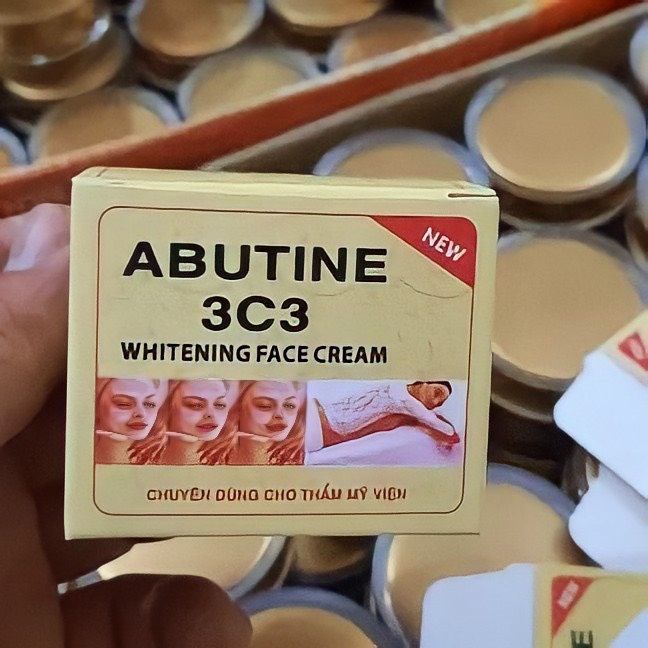 NEW
ABUTINE
3C3
WHITENING FACE CREAM
CHUYÊN DÙNG CHO THẨM MỸ VIỆN